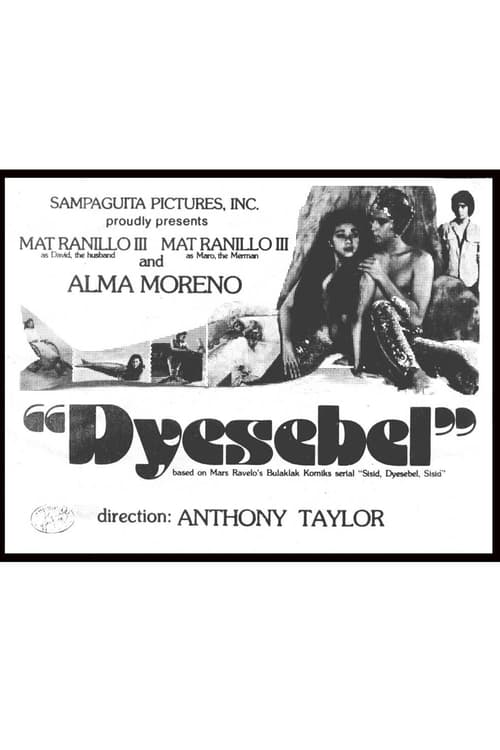 SAMPAGUITA PICTURES, INC.
proudly presents
MAT RANILLO III MAT RANILLO III
as David, the husband as Maro, the Merman
and
ALMA MORENO
"Dyesebel"
based on Mars Ravelo's Bulaklak Komiks serial "Sisid, Dyesebel, Sisid"
direction: ANTHONY TAYLOR